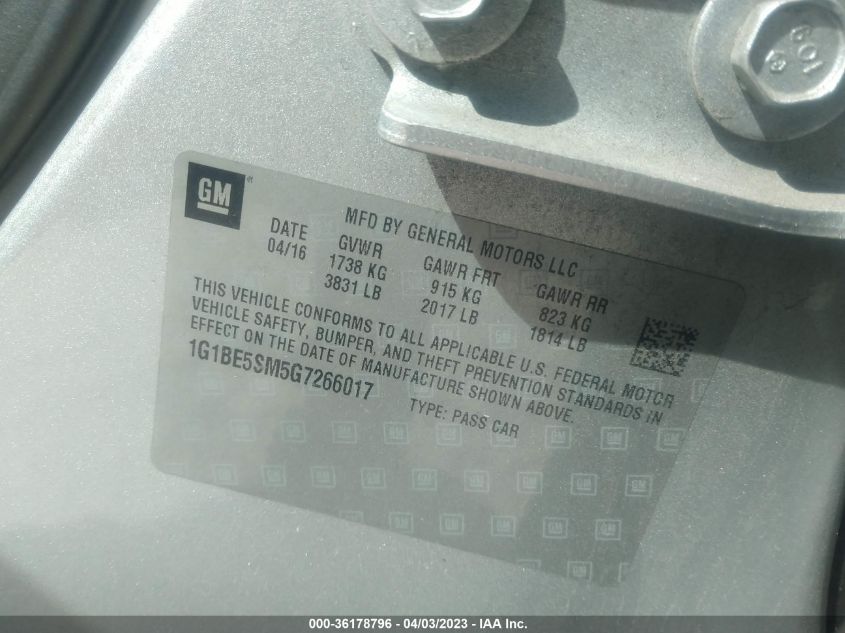 GM
MFD BY GENERAL MOTORS LLC
DATE GVWR GAWR FRT GAWR RR
04/16 1738 KG 915 KG 823 KG
3831 LB 2017 LB 1814 LB
THIS VEHICLE CONFORMS TO ALL APPLICABLE U.S. FEDERAL MOTOR
VEHICLE SAFETY, BUMPER, AND THEFT PREVENTION STANDARDS IN
EFFECT ON THE DATE OF MANUFACTURE SHOWN ABOVE.
1G1BE5SM5G7266017 TYPE: PASS CAR
000-36178796 - 04/03/2023 - IAAI.com